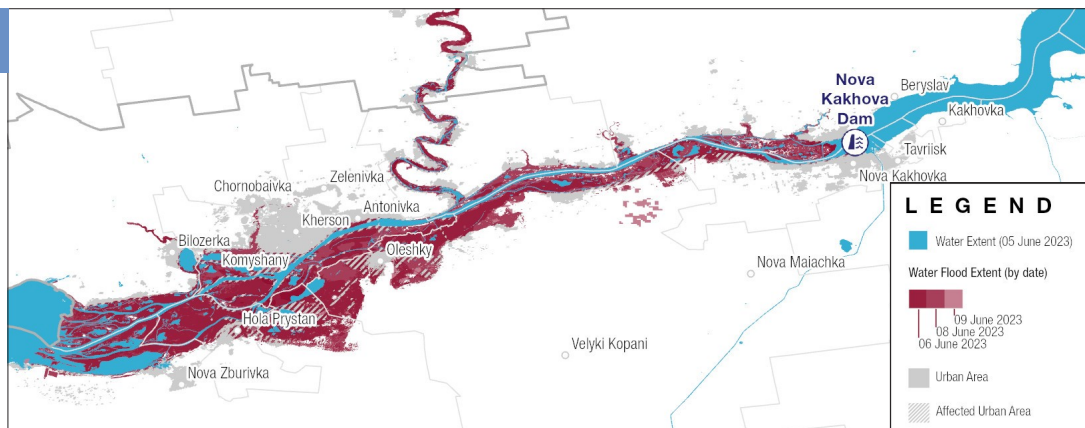 Nova
Kakhova
Dam
Beryslav
Kakhovka
Tavriisk
Nova Kakhovka
Zelenivka
Chornobaivka
Antonivka
Kherson
Bilozerka
Komyshany
Oleshky
Nova Maiachka
Hola Prystan
Velyki Kopani
Nova Zburivka
LEGEND
Water Extent (05 June 2023)
Water Flood Extent (by date)
09 June 2023
08 June 2023
06 June 2023
Urban Area
Affected Urban Area